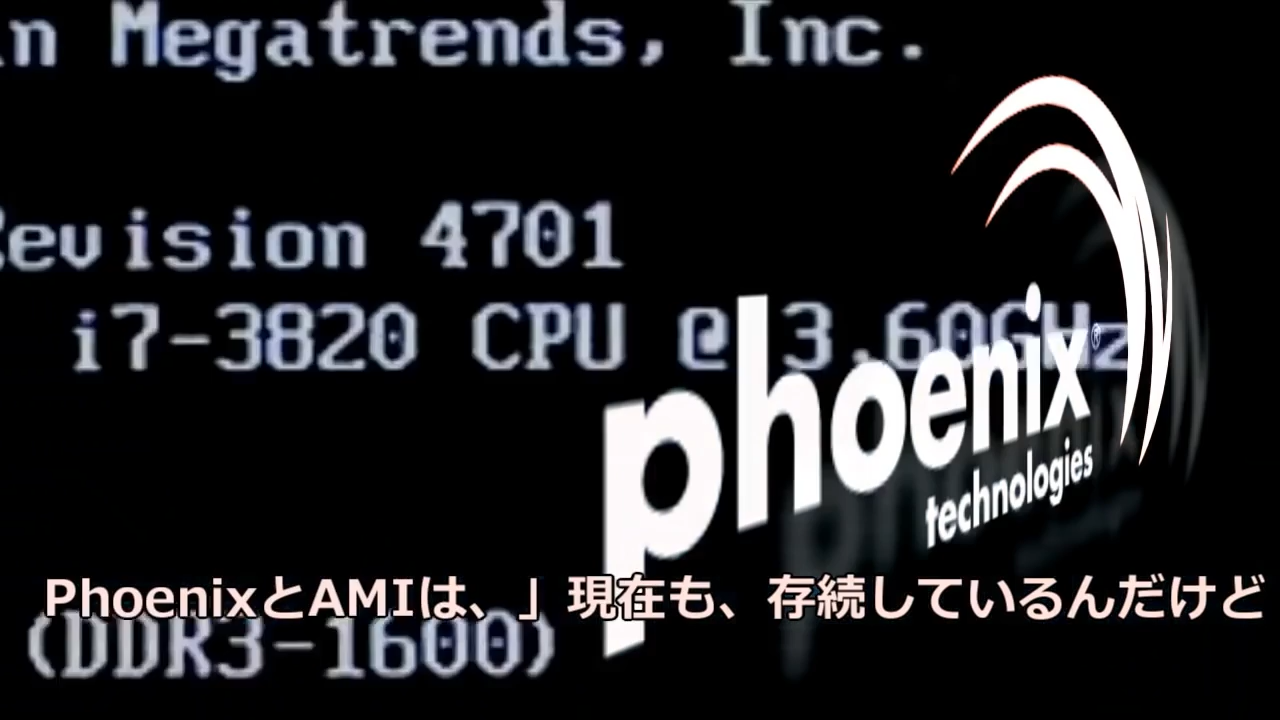 n Megatrends, Inc.
Revision 4701
i7-3820 CPU @ 3.60GHz
phoenix®
technologies
PhoenixとAMIは、」現在も、存続しているんだけど
(DDR3-1600)